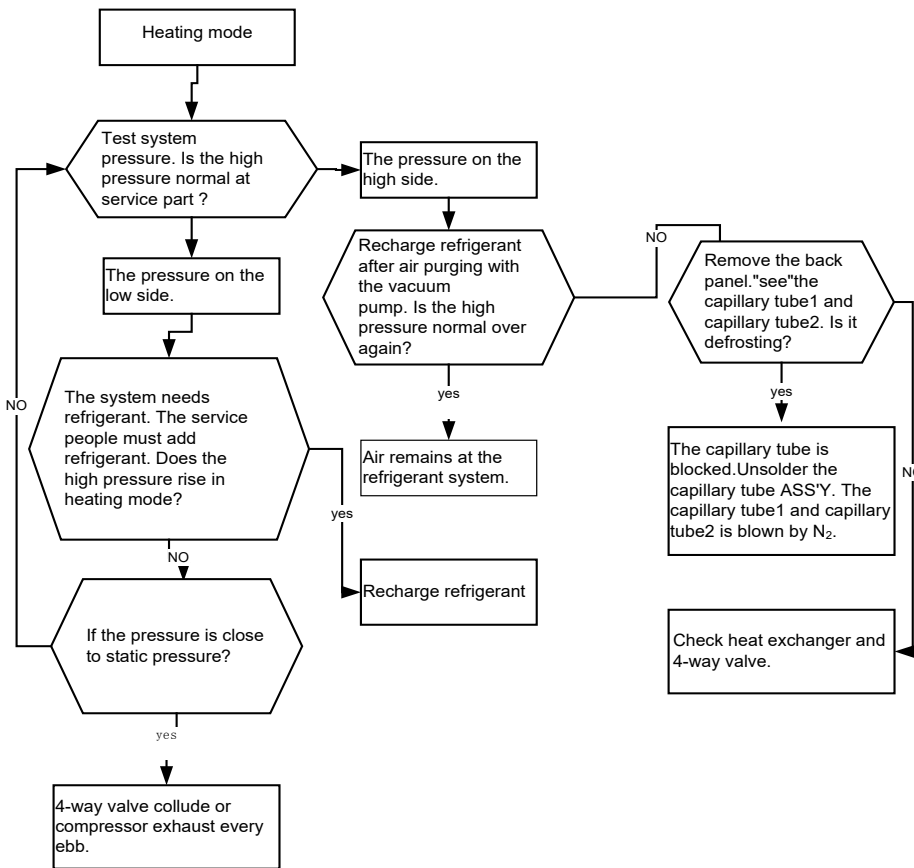 Heating mode
Test system
pressure. Is the high
pressure normal at
service part ?
The pressure on the
high side.
The pressure on the
low side.
Recharge refrigerant
after air purging with
the vacuum
pump. Is the high
pressure normal over
again?
NO
Remove the back
panel."see"the
capillary tube1 and
capillary tube2. Is it
defrosting?
yes
yes
Air remains at the
refrigerant system.
The capillary tube is
blocked.Unsolder the
capillary tube ASS'Y. The
capillary tube1 and capillary
tube2 is blown by N₂.
NO
Check heat exchanger and
4-way valve.
NO
The system needs
refrigerant. The service
people must add
refrigerant. Does the
high pressure rise in
heating mode?
yes
Recharge refrigerant
NO
If the pressure is close
to static pressure?
yes
4-way valve collude or
compressor exhaust every
ebb.